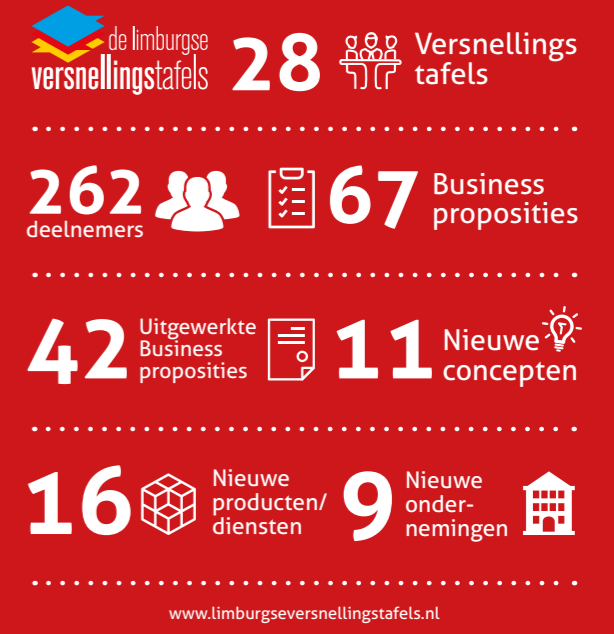 de limburgse
versnellingstafels
28
Versnellings
tafels
262
deelnemers
67
Business
proposities
42
Uitgewerkte
Business
proposities
11
Nieuwe
concepten
16
Nieuwe
producten/
diensten
9
Nieuwe
onder-
nemingen
www.limburgseversnellingstafels.nl